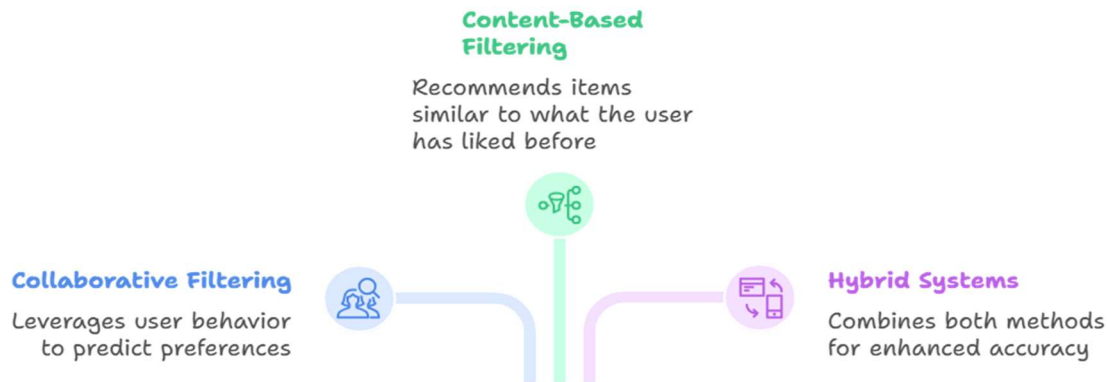 Content-Based
Filtering
Recommends items
similar to what the user
has liked before
Collaborative Filtering
Leverages user behavior
to predict preferences
Hybrid Systems
Combines both methods
for enhanced accuracy